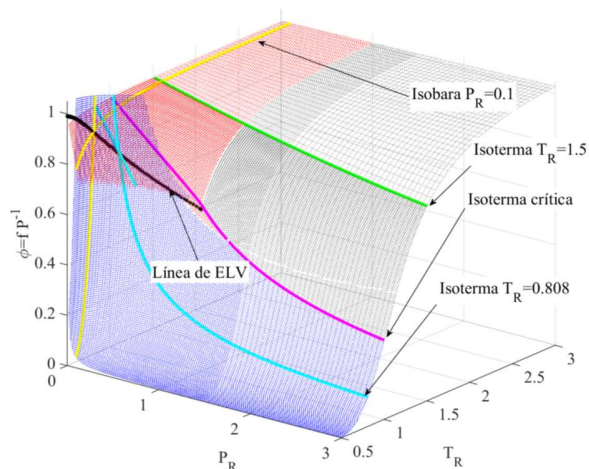 Isobara P_R=0.1
Isoterma T_R=1.5
Isoterma crítica
Isoterma T_R=0.808
Línea de ELV
ϕ=f P^-1
1
0.8
0.6
0.4
0.2
0
0
1
2
3
P_R
0.5
1
1.5
2
2.5
3
T_R